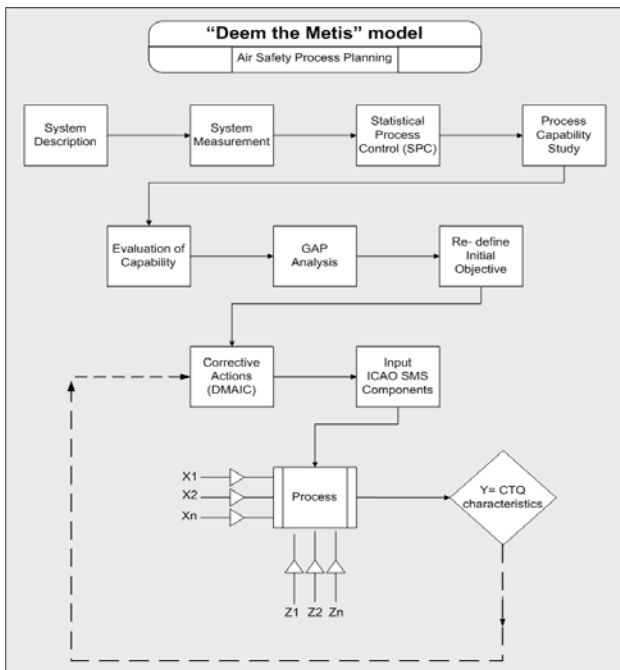 “Deem the Metis” model
Air Safety Process Planning
System
Description
System
Measurement
Statistical
Process
Control (SPC)
Process
Capability
Study
Evaluation of
Capability
GAP
Analysis
Re- define
Initial
Objective
Corrective
Actions
(DMAIC)
Input
ICAO SMS
Components
X1
X2
Xn
Process
Y= CTQ
characteristics
Z1 Z2 Zn